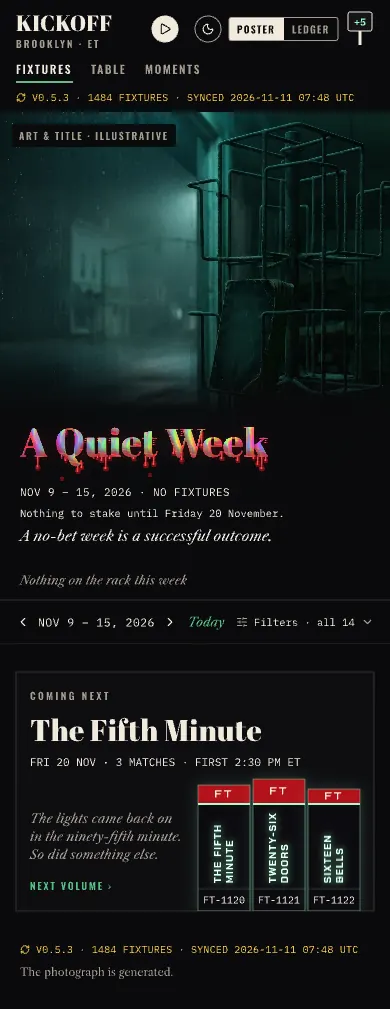 KICKOFF
BROOKLYN · ET
POSTER
LEDGER
+5
FIXTURES
TABLE
MOMENTS
V0.5.3 · 1484 FIXTURES · SYNCED 2026-11-11 07:48 UTC
ART & TITLE · ILLUSTRATIVE
A Quiet Week
NOV 9 – 15, 2026 · NO FIXTURES
Nothing to stake until Friday 20 November.
A no-bet week is a successful outcome.
Nothing on the rack this week
‹ NOV 9 – 15, 2026 › Today Filters · all 14
COMING NEXT
The Fifth Minute
FRI 20 NOV · 3 MATCHES · FIRST 2:30 PM ET
The lights came back on
in the ninety-fifth minute.
So did something else.
NEXT VOLUME ›
FT
THE FIFTH
MINUTE
FT-1120
FT
TWENTY-SIX
DOORS
FT-1121
FT
SIXTEEN
BELLS
FT-1122
V0.5.3 · 1484 FIXTURES · SYNCED 2026-11-11 07:48 UTC
The photograph is generated.